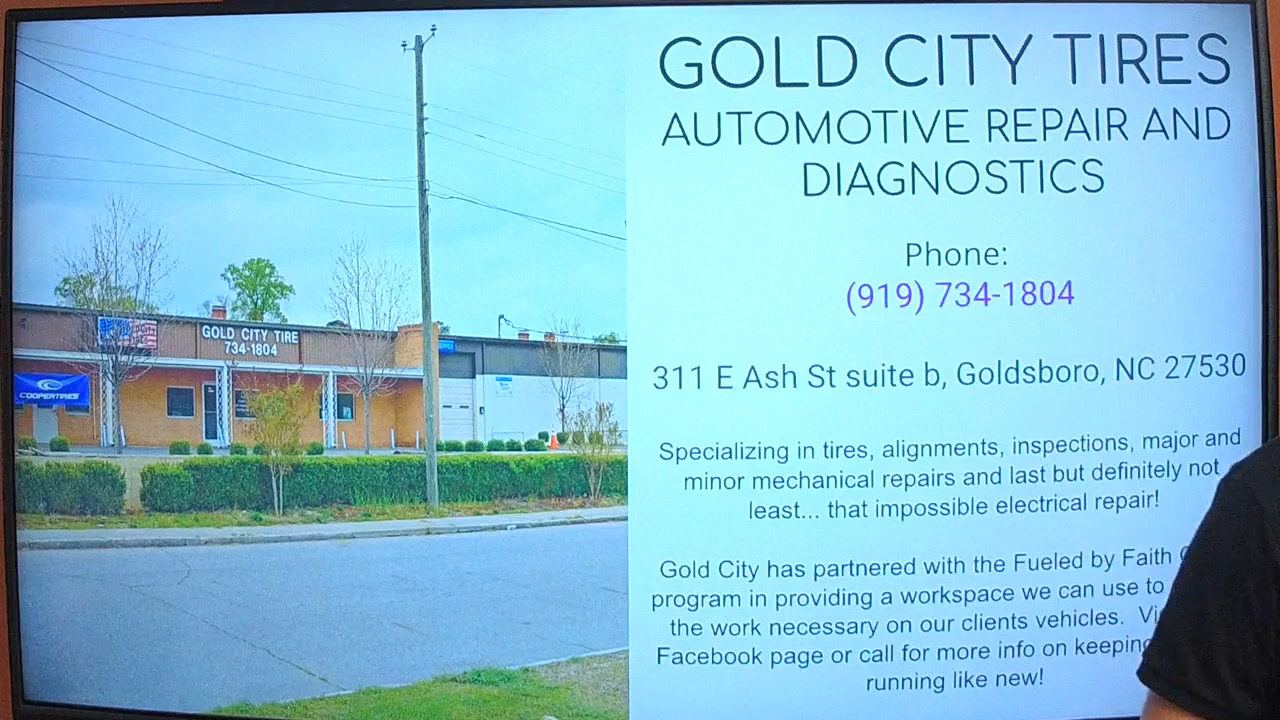 GOLD CITY TIRES
AUTOMOTIVE REPAIR AND
DIAGNOSTICS
Phone:
(919) 734-1804
311 E Ash St suite b, Goldsboro, NC 27530
Specializing in tires, alignments, inspections, major and
minor mechanical repairs and last but definitely not
least... that impossible electrical repair!
Gold City has partnered with the Fueled by Faith
program in providing a workspace we can use to
the work necessary on our clients vehicles.
Facebook page or call for more info on keeping
running like new!
GOLD CITY TIRE
734-1804
COOPERTIRES
OFFICE